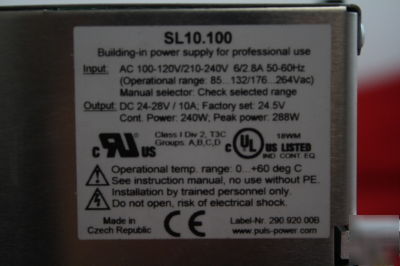 SL10.100
Building-in power supply for professional use
Input: AC 100-120V/210-240V 6/2.8A 50-60Hz
(Operational range: 85...132/176...264Vac)
Manual selector: Check selected range
Output: DC 24-28V / 10A; Factory set: 24.5V
Cont. Power: 240W; Peak power: 288W
Class I Div 2, T3C
Groups: A,B,C,D
18WM
C US
C UL US LISTED
IND. CONT. EQ
Operational temp. range: 0...+60 deg C
See instruction manual, no use without PE.
Installation by trained personnel only.
Do not open, risk of electrical shock.
Made in
Czech Republic
CE
Label-Nr. 290.920.00B
www.puls-power.com